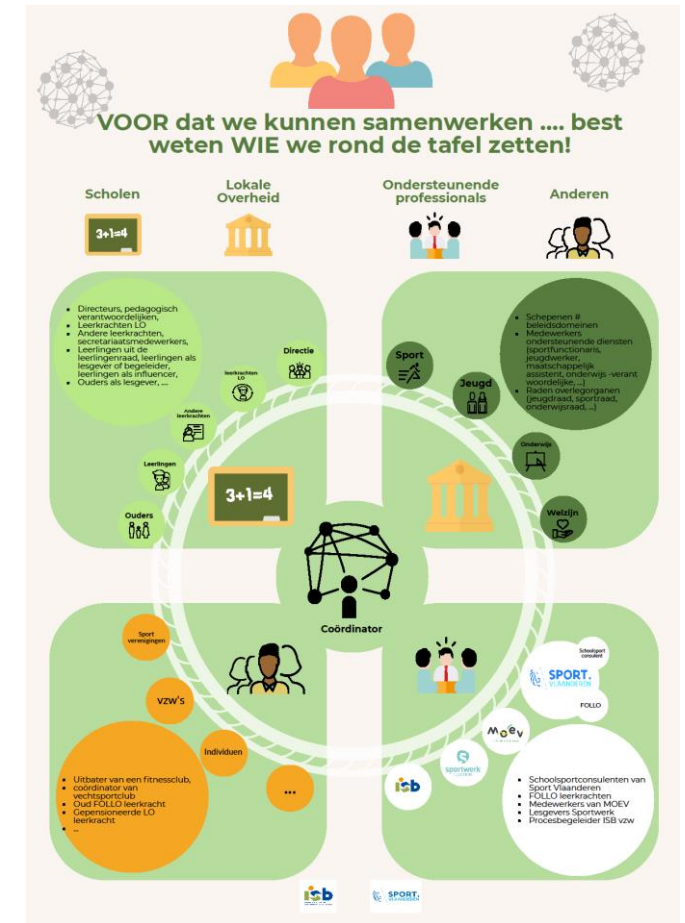 VOOR dat we kunnen samenwerken .... best
weten WIE we rond de tafel zetten!
Scholen
Lokale
Overheid
Ondersteunende
professionals
Anderen
3+1=4
• Directeurs, pedagogisch
verantwoordelijken,
• Leerkrachten LO
• Andere leerkrachten,
secretariaatsmedewerkers,
• Leerlingen uit de
leerlingenraad, leerlingen als
lesgever of begeleider,
leerlingen als influencer,
• Ouders als lesgever, ....
Directie
leerkrachten
LO
Andere
leerkrachten
Leerlingen
Ouders
3+1=4
Sport
Jeugd
Onderwijs
Welzijn
• Schepenen #
beleidsdomeinen
• Medewerkers
ondersteunende diensten
(sportfunctionaris,
jeugdwerker,
maatschappelijk
assistent, onderwijs -verant
woordelijke, ...)
• Raden overlegorganen
(jeugdraad, sportraad,
onderwijsraad, ...)
Coördinator
Sport
verenigingen
vzw's
Individuen
...
• Uitbater van een fitnessclub,
• coördinator van
vechtsportclub
• Oud FOLLO leerkracht
• Gepensioneerde LO
leerkracht
• ...
Schoolsport
consulent
SPORT.
VLAANDEREN
FOLLO
Moev
sportwerk
isb
• Schoolsportconsulenten van
Sport Vlaanderen
• FOLLO leerkrachten
• Medewerkers van MOEV
• Lesgevers Sportwerk
• Procesbegeleider ISB vzw
isb
SPORT.
VLAANDEREN